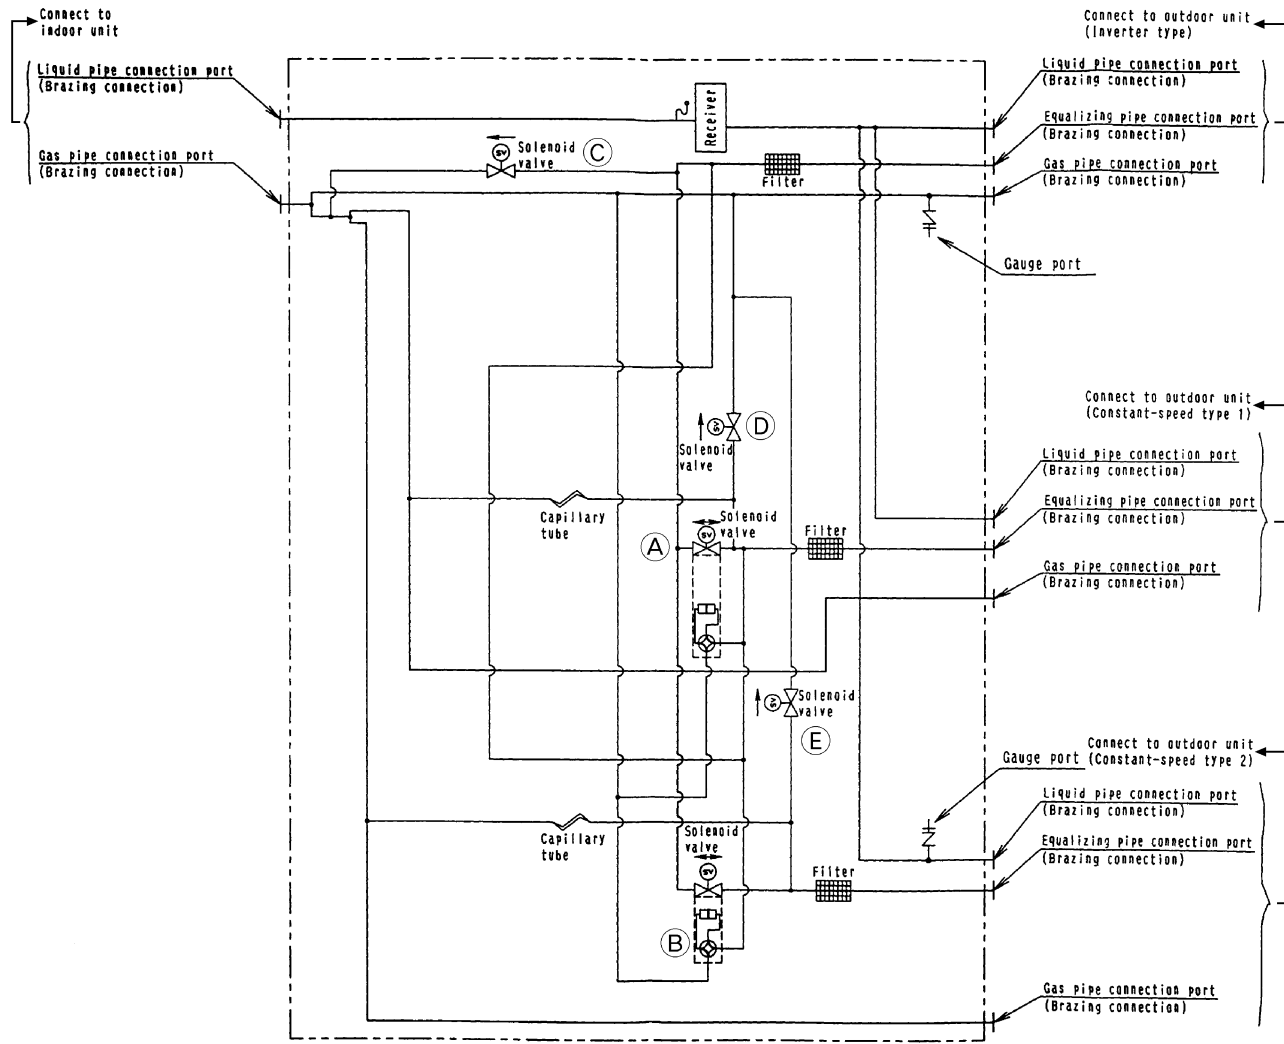 Connect to
indoor unit
Liquid pipe connection port
(Brazing connection)
Gas pipe connection port
(Brazing connection)
Connect to outdoor unit
(Inverter type)
Liquid pipe connection port
(Brazing connection)
Equalizing pipe connection port
(Brazing connection)
Gas pipe connection port
(Brazing connection)
Receiver
SV
Solenoid
valve
C
Filter
Gauge port
Connect to outdoor unit
(Constant-speed type 1)
SV
D
Solenoid
valve
Liquid pipe connection port
(Brazing connection)
Equalizing pipe connection port
(Brazing connection)
Gas pipe connection port
(Brazing connection)
Capillary
tube
Solenoid
valve
SV
A
Filter
SV
Solenoid
valve
E
Gauge port
Connect to outdoor unit
(Constant-speed type 2)
Liquid pipe connection port
(Brazing connection)
Equalizing pipe connection port
(Brazing connection)
Capillary
tube
Solenoid
valve
SV
Filter
B
Gas pipe connection port
(Brazing connection)